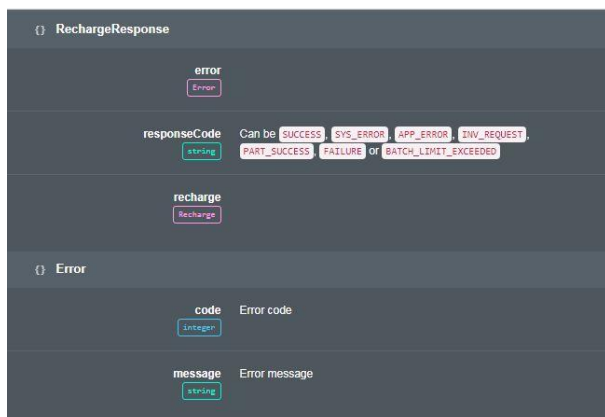 {} RechargeResponse
error
Error
responseCode Can be SUCCESS, SYS_ERROR, APP_ERROR, INV_REQUEST,
string PART_SUCCESS, FAILURE or BATCH_LIMIT_EXCEEDED
recharge
Recharge
{} Error
code Error code
integer
message Error message
string